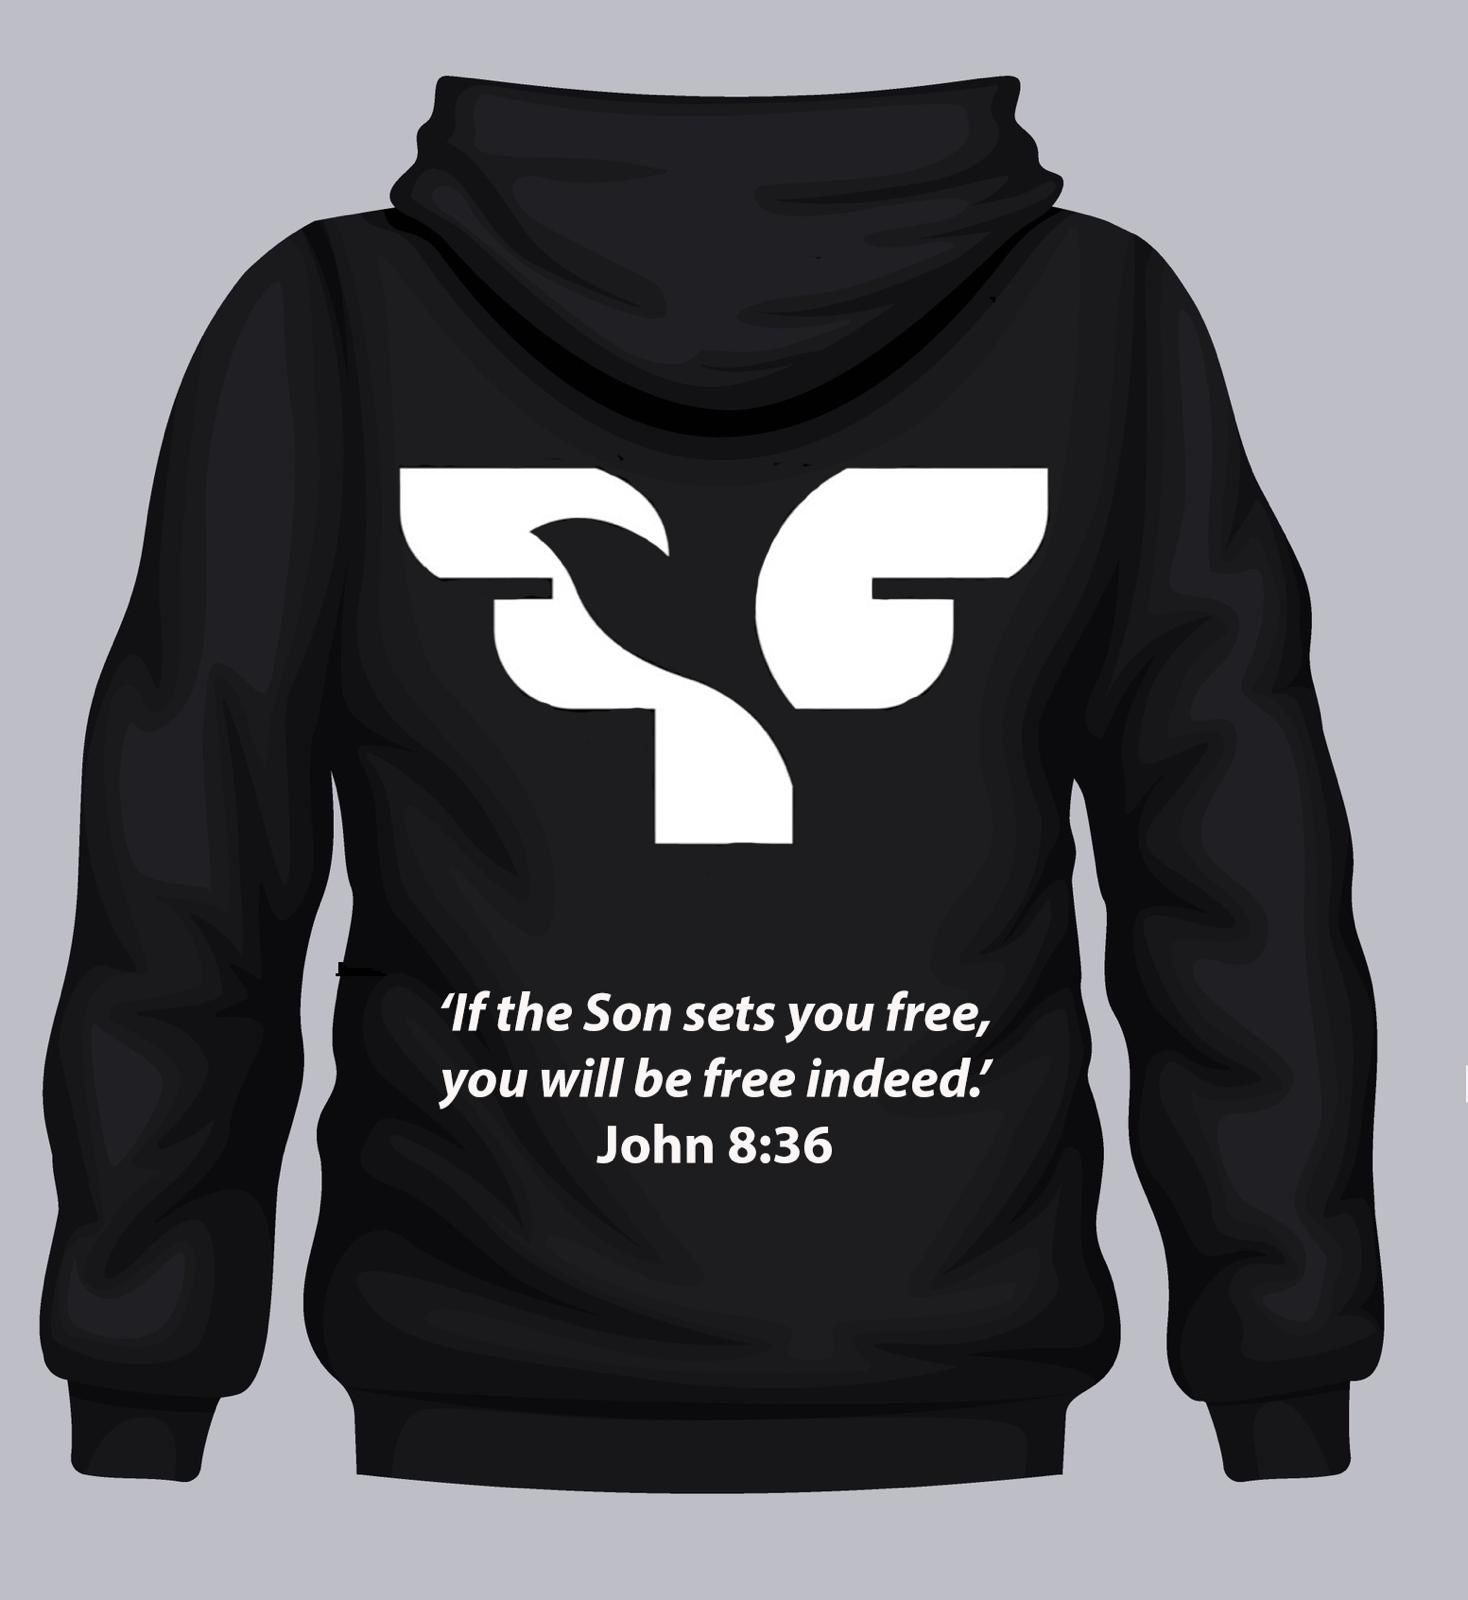 ‘If the Son sets you free,
you will be free indeed.’
John 8:36